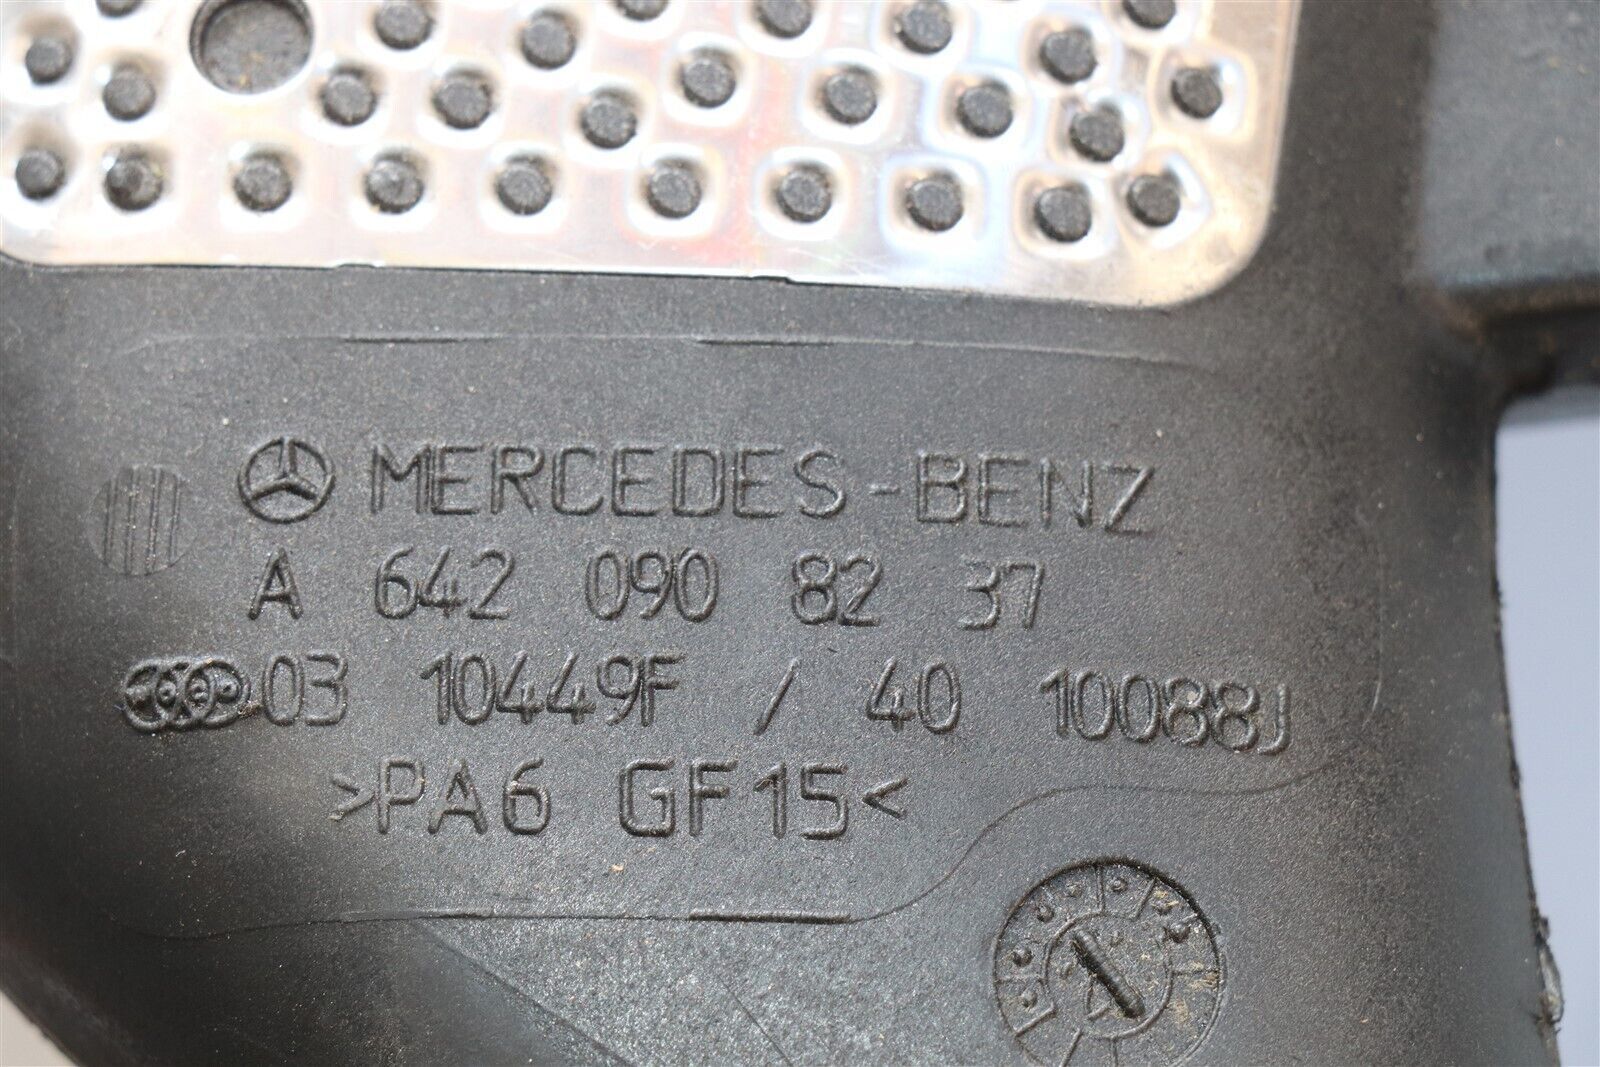 MERCEDES-BENZ
A 642 090 82 37
03 10449F / 40 10088J
>PA6 GF15<